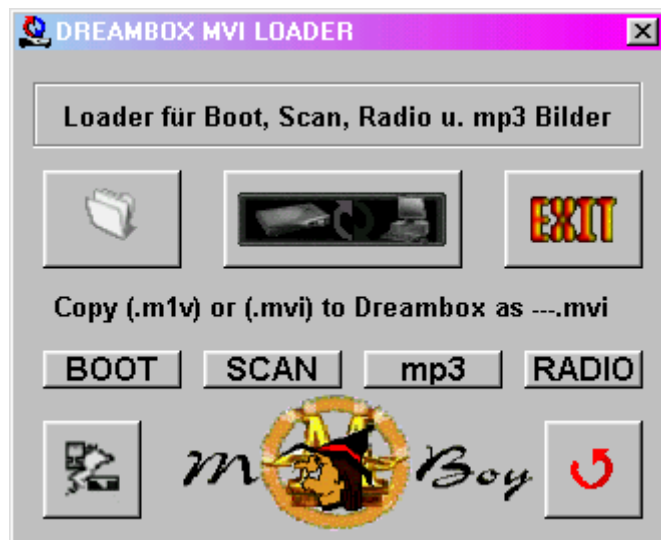 DREAMBOX MVI LOADER
Loader für Boot, Scan, Radio u. mp3 Bilder
EXIT
Copy (.m1v) or (.mvi) to Dreambox as ---.mvi
BOOT SCAN mp3 RADIO
M Boy